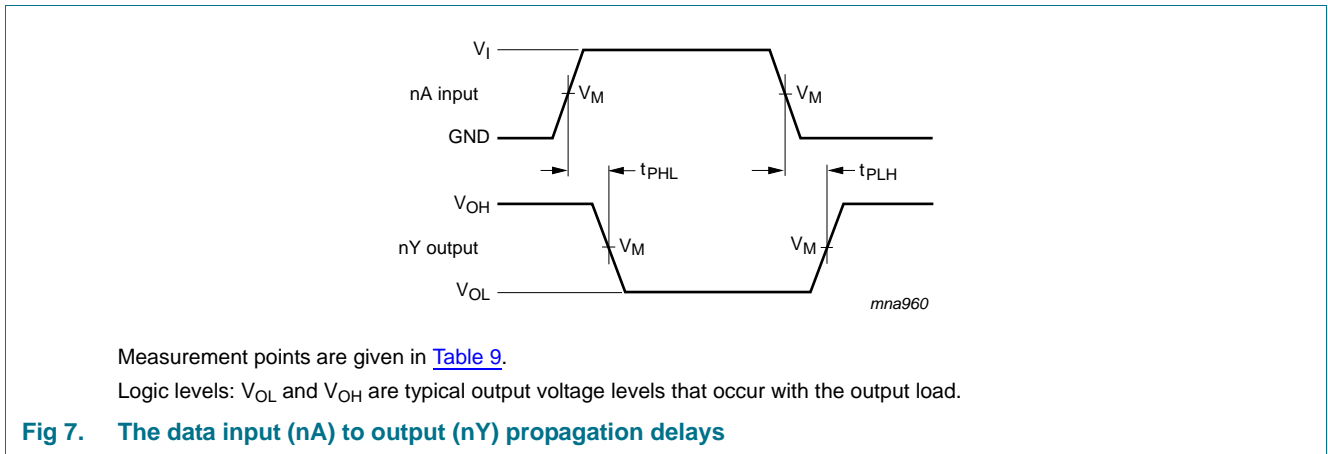 VI
nA input
VM
VM
GND
tPHL
tPLH
VOH
nY output
VM
VM
VOL
mna960
Measurement points are given in Table 9.
Logic levels: VOL and VOH are typical output voltage levels that occur with the output load.
Fig 7. The data input (nA) to output (nY) propagation delays